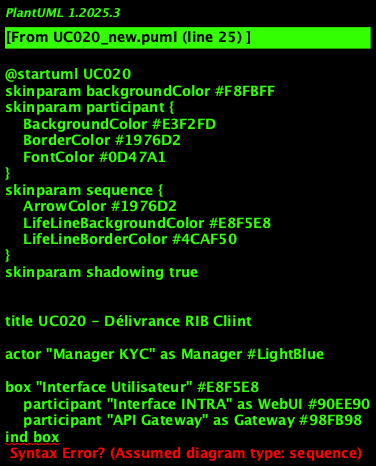 PlantUML 1.2025.3
[From UC020_new.puml (line 25) ]
@startuml UC020
skinparam backgroundColor #F8FBFF
skinparam participant {
BackgroundColor #E3F2FD
BorderColor #1976D2
FontColor #0D47A1
}
skinparam sequence {
ArrowColor #1976D2
LifeLineBackgroundColor #E8F5E8
LifeLineBorderColor #4CAF50
}
skinparam shadowing true
title UC020 - Délivrance RIB Cliint
actor "Manager KYC" as Manager #LightBlue
box "Interface Utilisateur" #E8F5E8
participant "Interface INTRA" as WebUI #90EE90
participant "API Gateway" as Gateway #98FB98
ind box
Syntax Error? (Assumed diagram type: sequence)